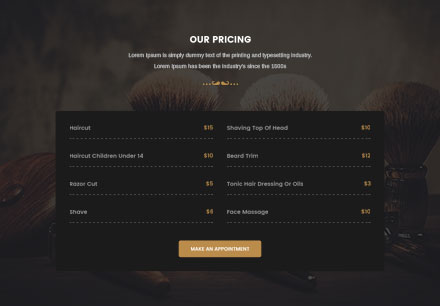 OUR PRICING
Lorem Ipsum is simply dummy text of the printing and typesetting industry.
Lorem Ipsum has been the industry's since the 1500s
Haircut $15
Shaving Top Of Head $10
Haircut Children Under 14 $10
Beard Trim $12
Razor Cut $5
Tonic Hair Dressing Or Oils $3
Shave $8
Face Massage $10
MAKE AN APPOINTMENT